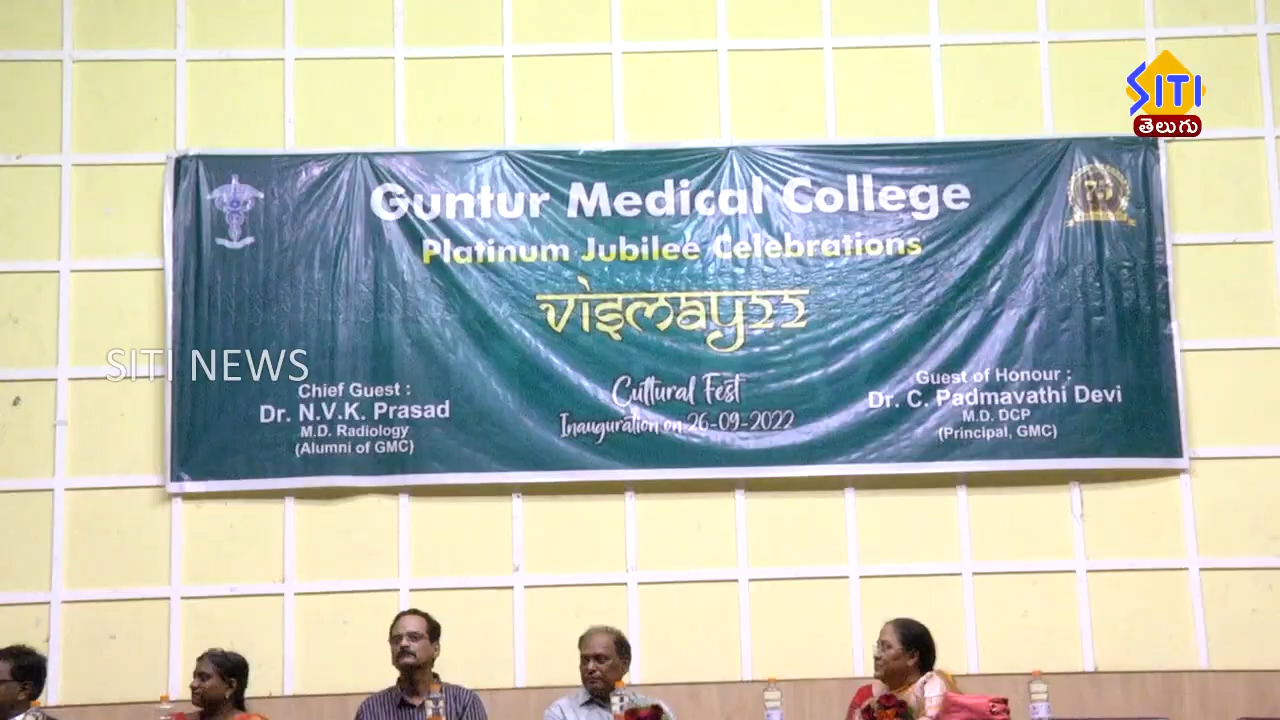 SITI
తెలుగు
Guntur Medical College
75
Platinum Jubilee Celebrations
vismay22
SITI NEWS
Chief Guest :
Dr. N.V.K. Prasad
M.D. Radiology
(Alumni of GMC)
Cultural Fest
Inauguration on 26-09-2022
Guest of Honour :
Dr. C. Padmavathi Devi
M.D. DCP
(Principal, GMC)